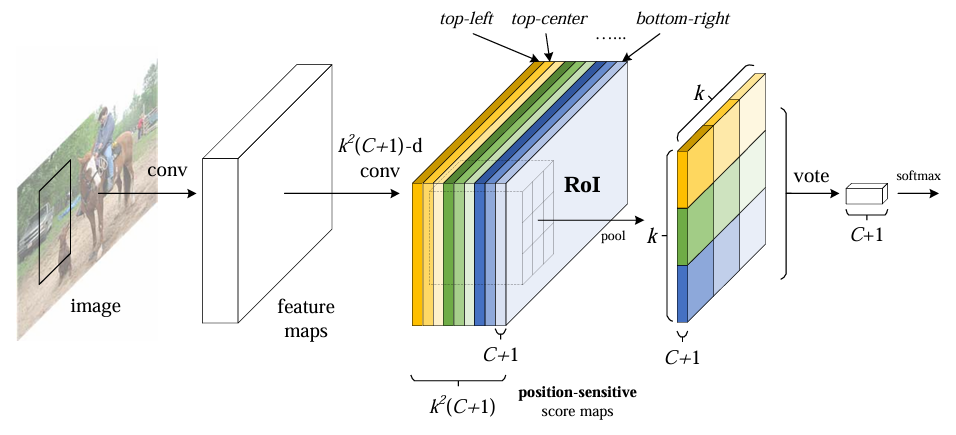 top-left top-center ...... bottom-right
k
k²(C+1)-d
conv
conv
RoI
vote
softmax
pool
k
C+1
image
feature
maps
C+1
C+1
k²(C+1)
position-sensitive
score maps